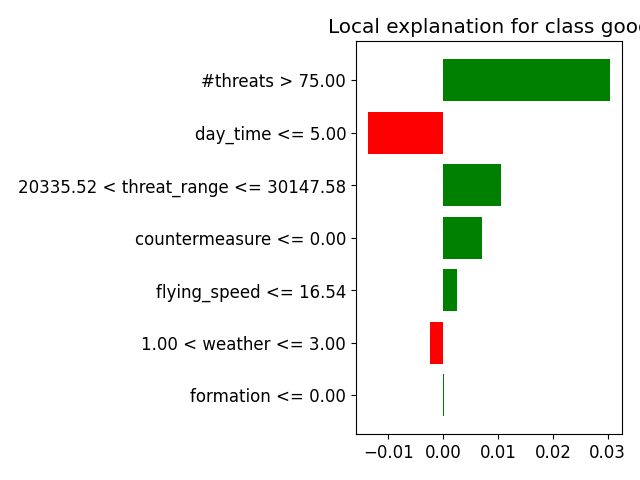 Local explanation for class good
#threats > 75.00
day_time <= 5.00
20335.52 < threat_range <= 30147.58
countermeasure <= 0.00
flying_speed <= 16.54
1.00 < weather <= 3.00
formation <= 0.00
−0.01 0.00 0.01 0.02 0.03